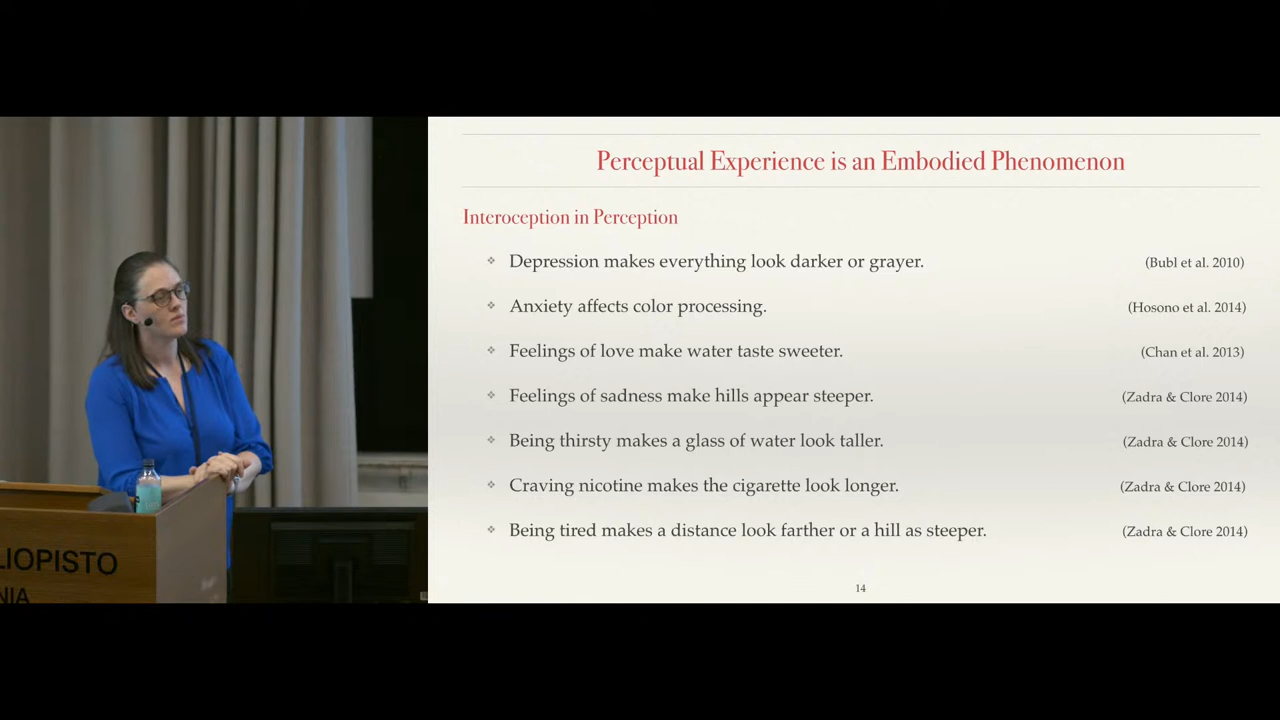 Perceptual Experience is an Embodied Phenomenon
Interoception in Perception
Depression makes everything look darker or grayer. (Bubl et al. 2010)
Anxiety affects color processing. (Hosono et al. 2014)
Feelings of love make water taste sweeter. (Chan et al. 2013)
Feelings of sadness make hills appear steeper. (Zadra & Clore 2014)
Being thirsty makes a glass of water look taller. (Zadra & Clore 2014)
Craving nicotine makes the cigarette look longer. (Zadra & Clore 2014)
Being tired makes a distance look farther or a hill as steeper. (Zadra & Clore 2014)
14
LIOPISTO
NIA